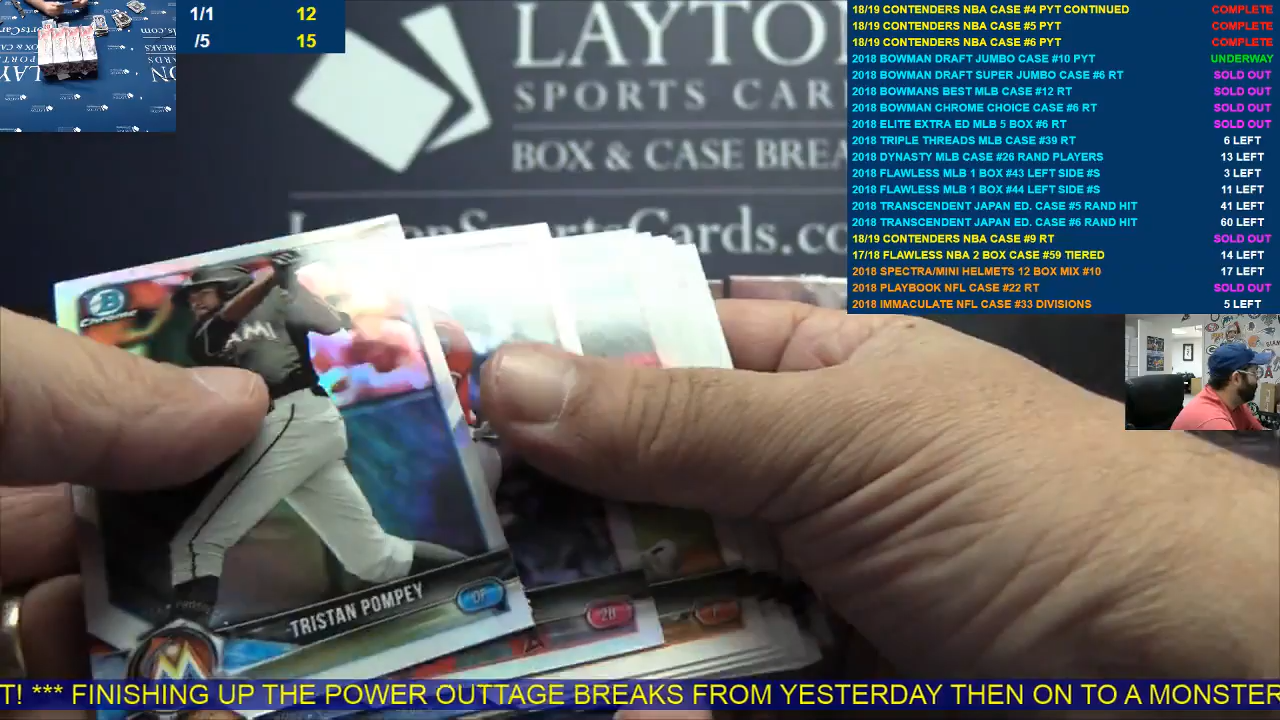 1/1 12
/5 15
LAYTON
SPORTS CAR
BOX & CASE BREA
LaytonSportsCards.co
18/19 CONTENDERS NBA CASE #4 PYT CONTINUED COMPLETE
18/19 CONTENDERS NBA CASE #5 PYT COMPLETE
18/19 CONTENDERS NBA CASE #6 PYT COMPLETE
2018 BOWMAN DRAFT JUMBO CASE #10 PYT UNDERWAY
2018 BOWMAN DRAFT SUPER JUMBO CASE #6 RT SOLD OUT
2018 BOWMANS BEST MLB CASE #12 RT SOLD OUT
2018 BOWMAN CHROME CHOICE CASE #6 RT SOLD OUT
2018 ELITE EXTRA ED MLB 5 BOX #6 RT SOLD OUT
2018 TRIPLE THREADS MLB CASE #39 RT 6 LEFT
2018 DYNASTY MLB CASE #26 RAND PLAYERS 13 LEFT
2018 FLAWLESS MLB 1 BOX #43 LEFT SIDE #S 3 LEFT
2018 FLAWLESS MLB 1 BOX #44 LEFT SIDE #S 11 LEFT
2018 TRANSCENDENT JAPAN ED. CASE #5 RAND HIT 41 LEFT
2018 TRANSCENDENT JAPAN ED. CASE #6 RAND HIT 60 LEFT
18/19 CONTENDERS NBA CASE #9 RT SOLD OUT
17/18 FLAWLESS NBA 2 BOX CASE #59 TIERED 14 LEFT
2018 SPECTRA/MINI HELMETS 12 BOX MIX #10 17 LEFT
2018 PLAYBOOK NFL CASE #22 RT SOLD OUT
2018 IMMACULATE NFL CASE #33 DIVISIONS 5 LEFT
B
Chrome
AMI
TRISTAN POMPEY OF
2B
T! *** FINISHING UP THE POWER OUTTAGE BREAKS FROM YESTERDAY THEN ON TO A MONSTER